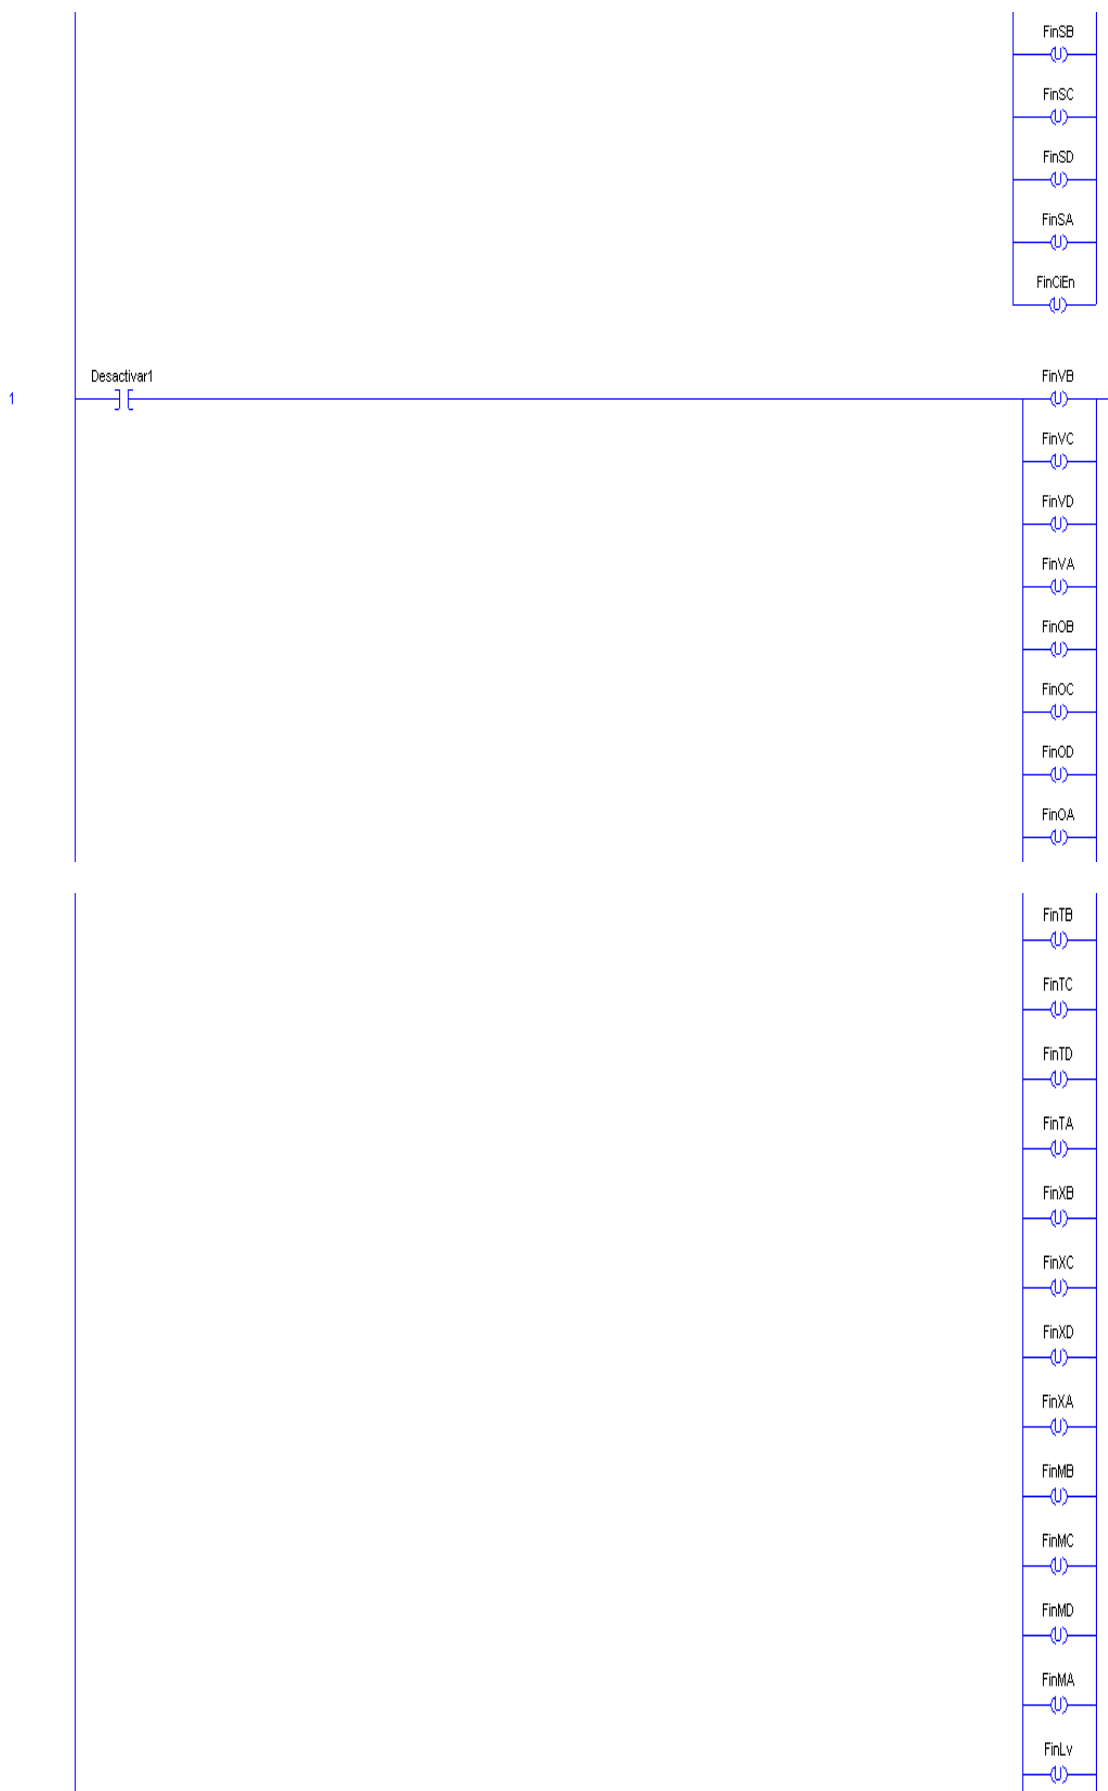 FinSB
U
FinSC
U
FinSD
U
FinSA
U
FinCiEn
U
Desactivar1
FinVB
1
U
FinVC
U
FinVD
U
FinVA
U
FinOB
U
FinOC
U
FinOD
U
FinOA
U
FinTB
U
FinTC
U
FinTD
U
FinTA
U
FinXB
U
FinXC
U
FinXD
U
FinXA
U
FinMB
U
FinMC
U
FinMD
U
FinMA
U
FinLv
U